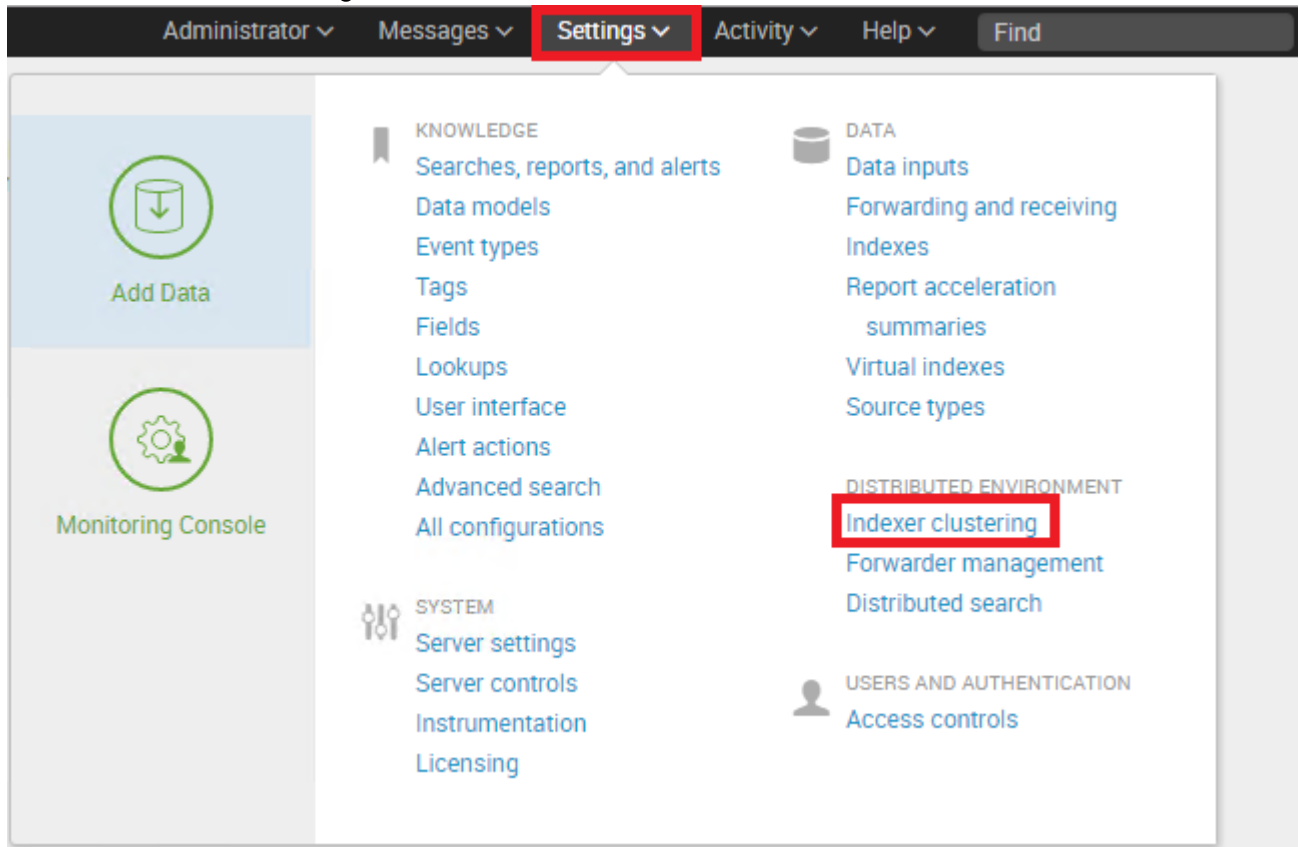 Administrator Messages Settings Activity Help Find
Add Data
Monitoring Console
KNOWLEDGE
Searches, reports, and alerts
Data models
Event types
Tags
Fields
Lookups
User interface
Alert actions
Advanced search
All configurations
SYSTEM
Server settings
Server controls
Instrumentation
Licensing
DATA
Data inputs
Forwarding and receiving
Indexes
Report acceleration
summaries
Virtual indexes
Source types
DISTRIBUTED ENVIRONMENT
Indexer clustering
Forwarder management
Distributed search
USERS AND AUTHENTICATION
Access controls